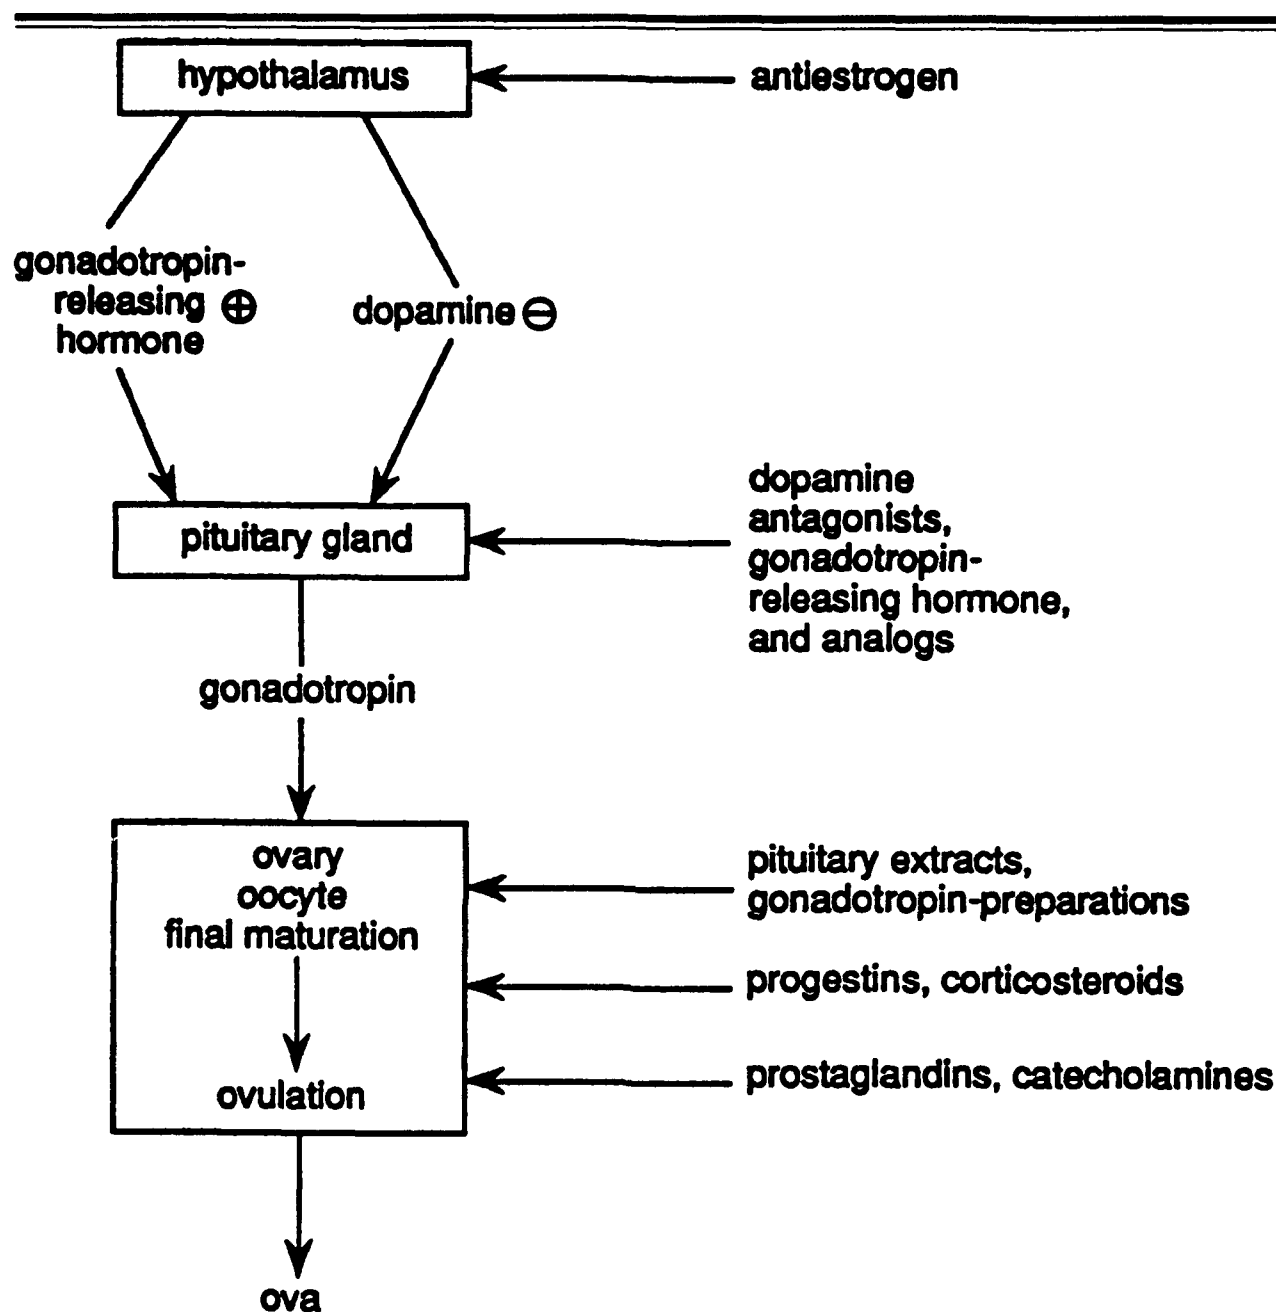 hypothalamus
antiestrogen
gonadotropin-
releasing ⊕
hormone
dopamine ⊖
pituitary gland
dopamine
antagonists,
gonadotropin-
releasing hormone,
and analogs
gonadotropin
ovary
oocyte
final maturation
ovulation
pituitary extracts,
gonadotropin-preparations
progestins, corticosteroids
prostaglandins, catecholamines
ova